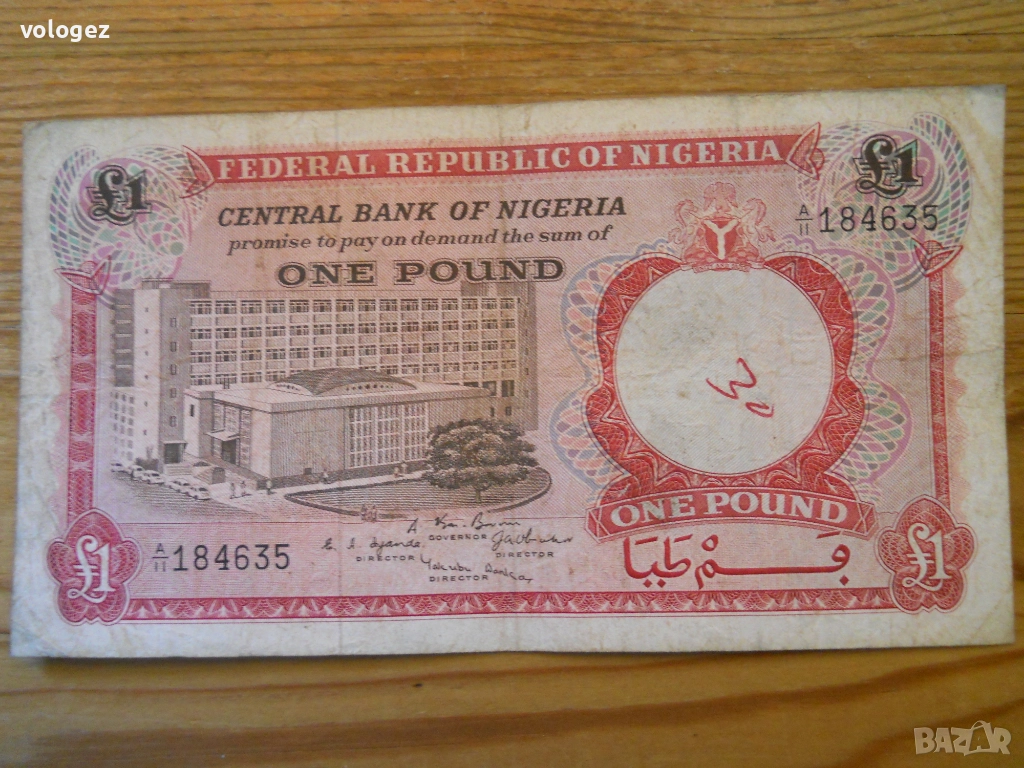 vologez
£1
FEDERAL REPUBLIC OF NIGERIA
£1
CENTRAL BANK OF NIGERIA
A/11 184635
promise to pay on demand the sum of
ONE POUND
ONE POUND
GOVERNOR
A/11 184635
DIRECTOR
DIRECTOR
DIRECTOR
فَم طَبَا
£1
£1
BAZAR